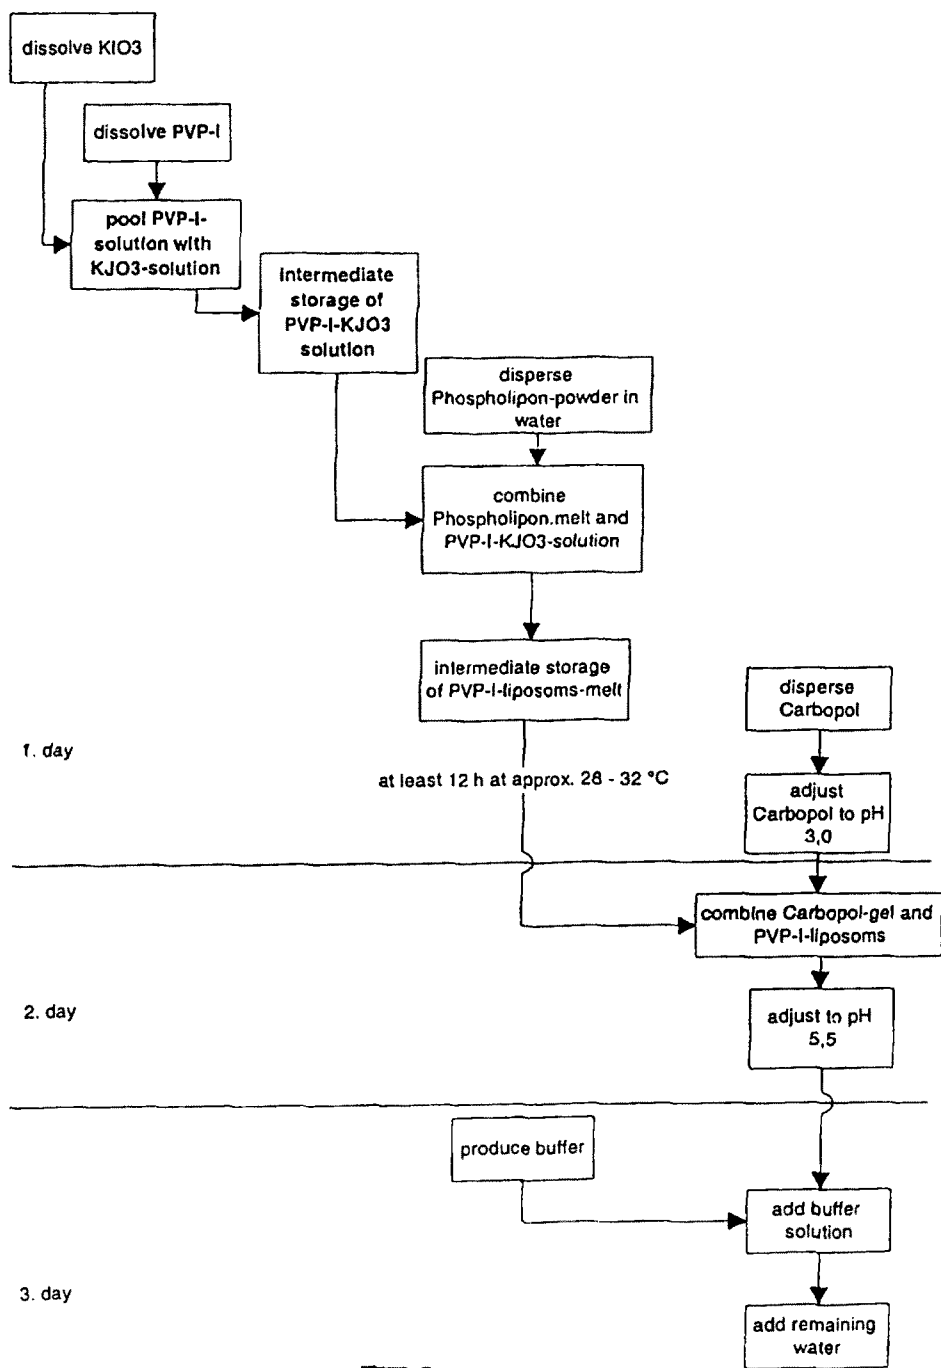 dissolve KIO3
dissolve PVP-I
pool PVP-I-
solution with
KJO3-solution
intermediate
storage of
PVP-I-KJO3
solution
disperse
Phospholipon-powder in
water
combine
Phospholipon.melt and
PVP-I-KJO3-solution
intermediate storage
of PVP-I-liposoms-melt
disperse
Carbopol
1. day
at least 12 h at approx. 28 - 32 °C
adjust
Carbopol to pH
3,0
combine Carbopol-gel and
PVP-I-liposoms
2. day
adjust to pH
5,5
produce buffer
add buffer
solution
3. day
add remaining
water